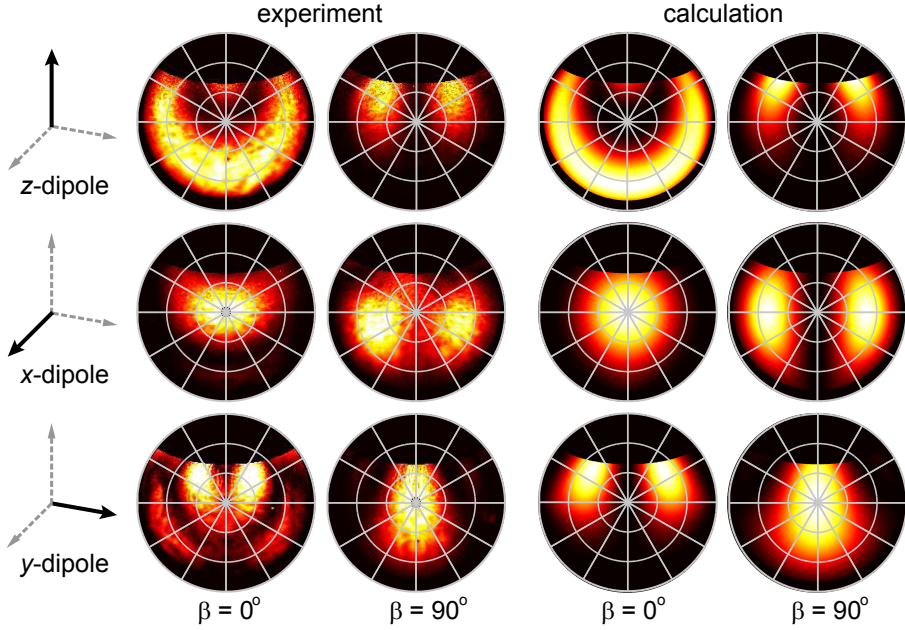 experiment calculation
z-dipole
x-dipole
y-dipole
β = 0° β = 90° β = 0° β = 90°